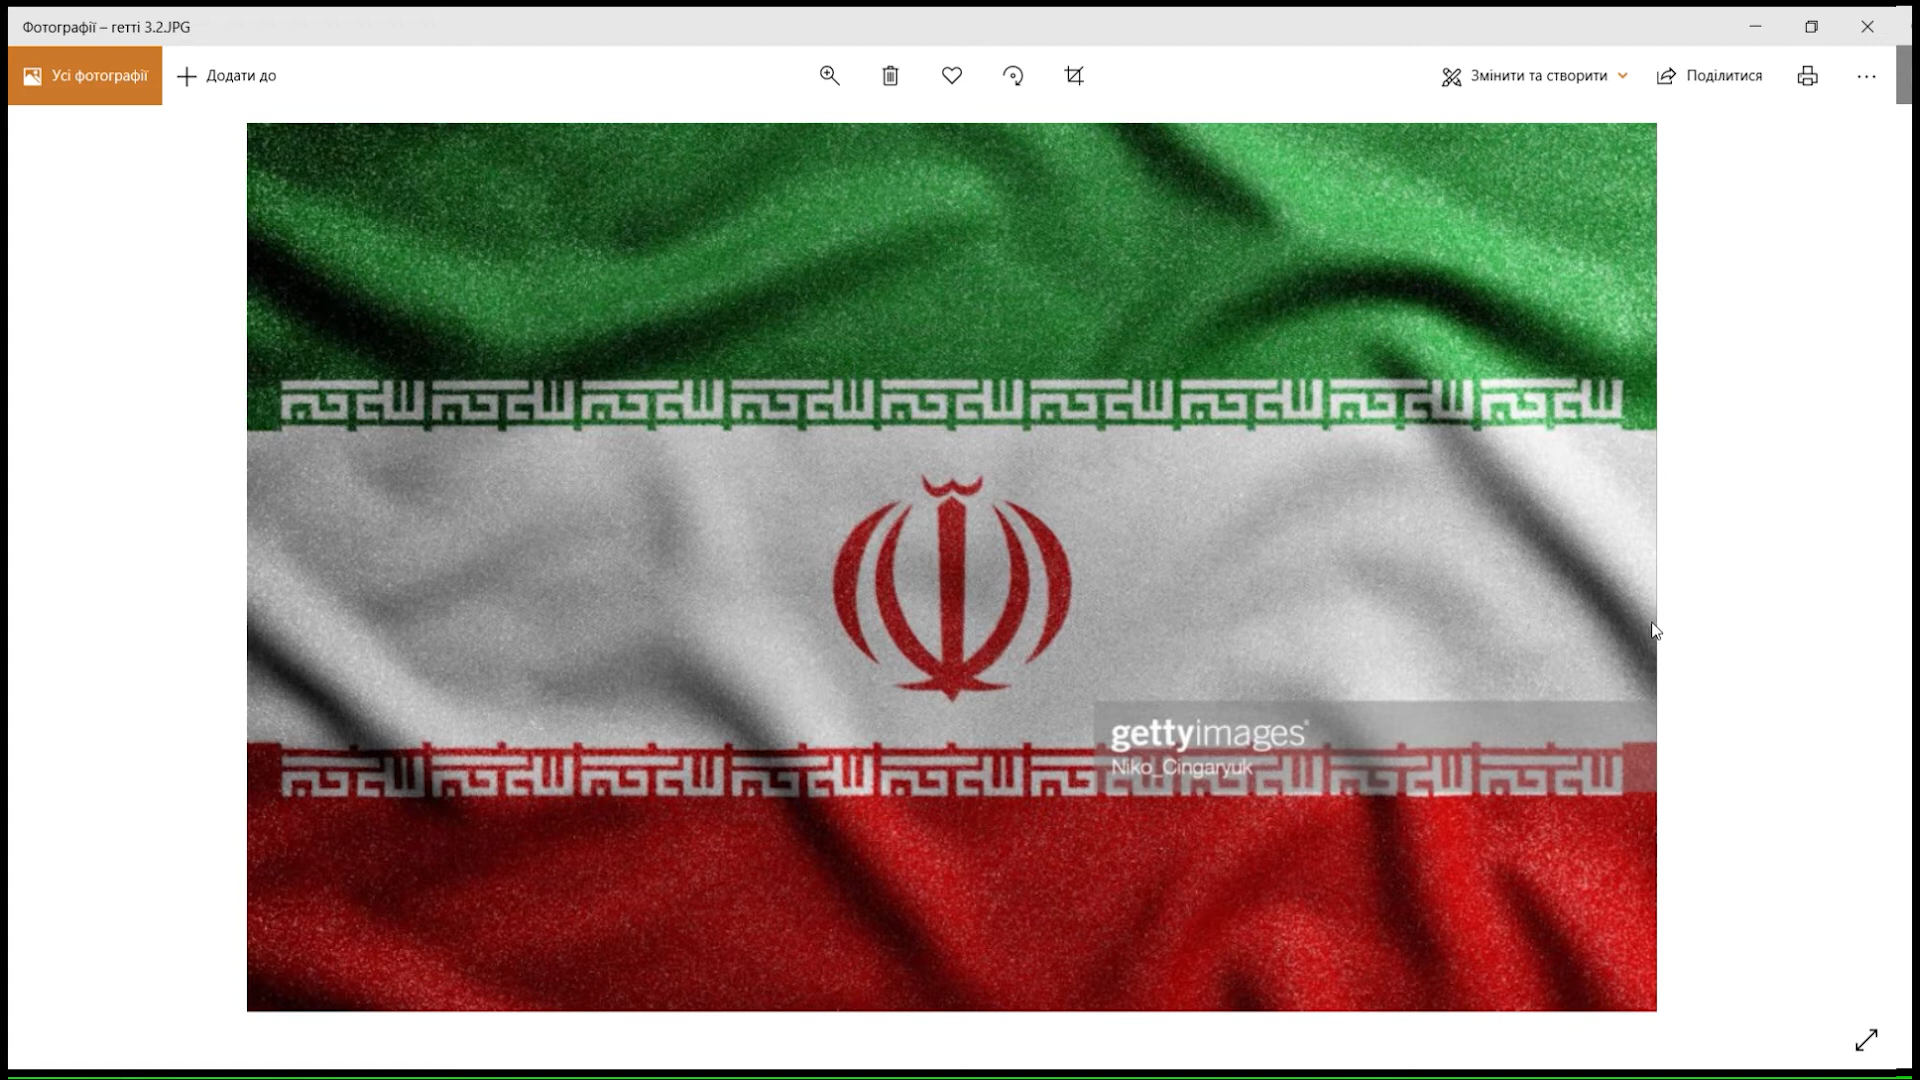 Фотографії – гетті 3.2.JPG
Усі фотографії
Додати до
Змінити та створити
Поділитися
gettyimages
Niko_Cingaryuk